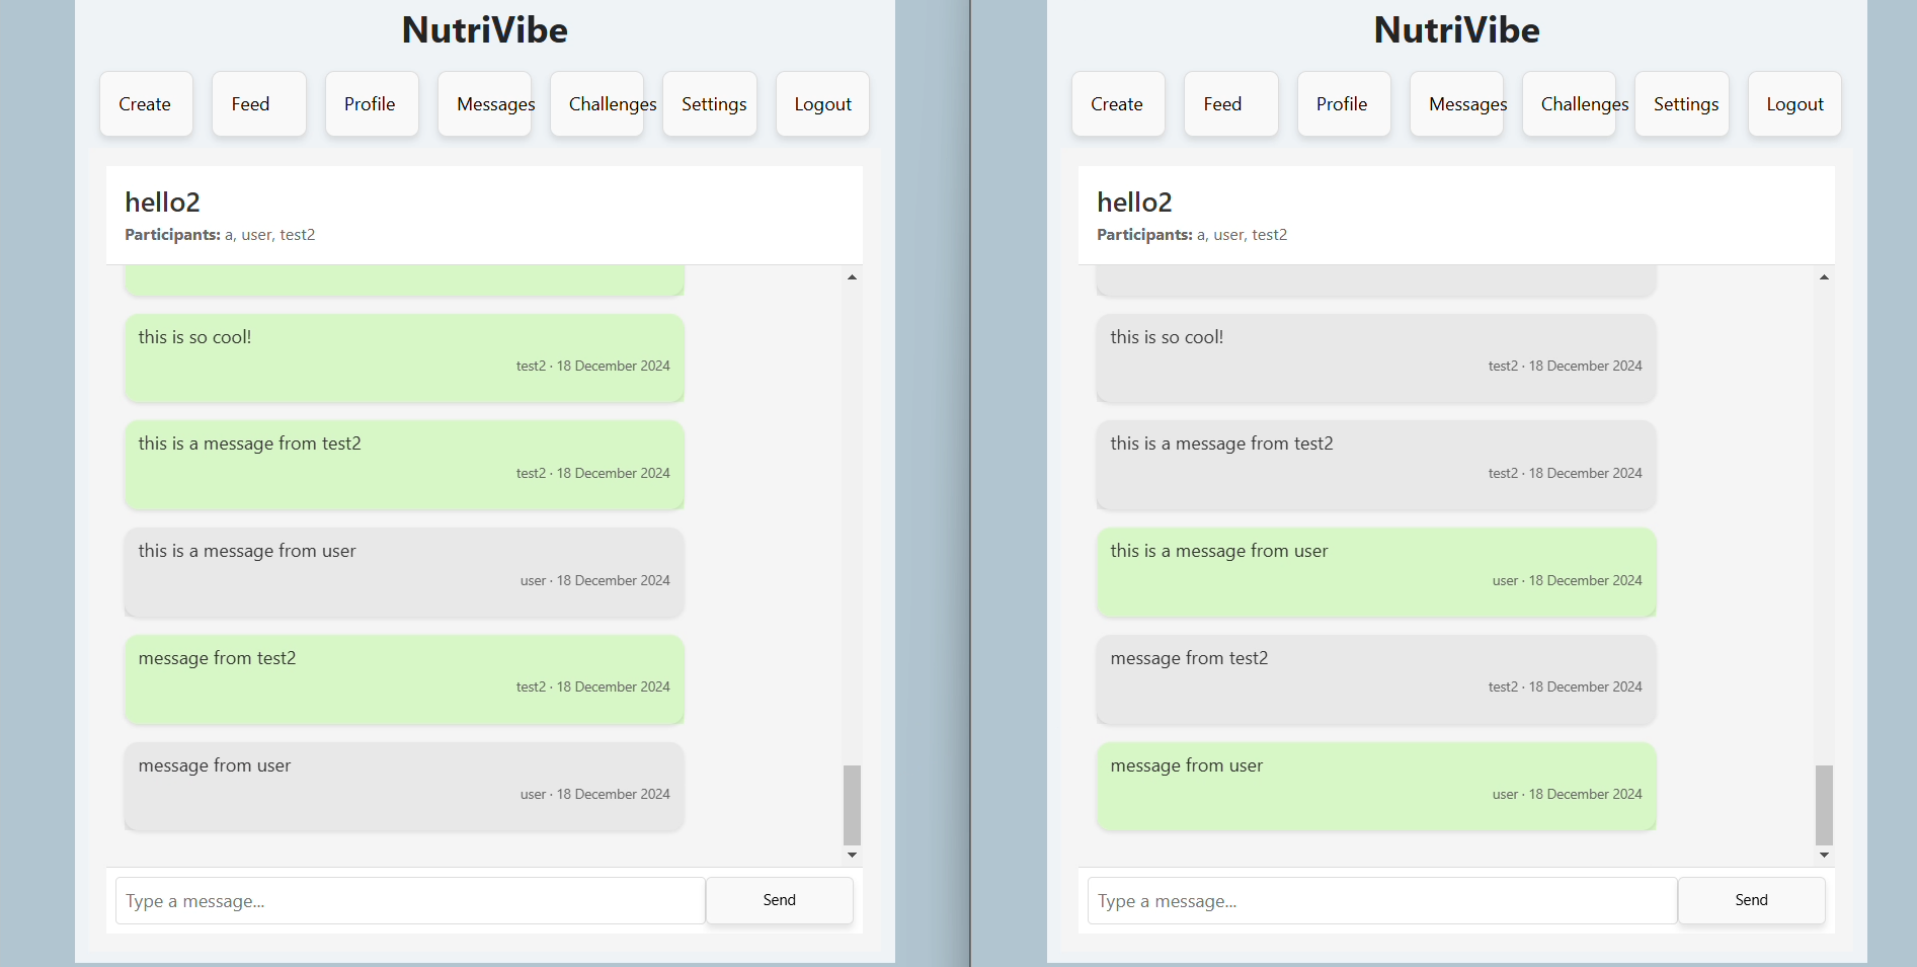 NutriVibe
Create Feed Profile Messages Challenges Settings Logout
hello2
Participants: a, user, test2
this is so cool!
test2 · 18 December 2024
this is a message from test2
test2 · 18 December 2024
this is a message from user
user · 18 December 2024
message from test2
test2 · 18 December 2024
message from user
user · 18 December 2024
Type a message... Send
NutriVibe
Create Feed Profile Messages Challenges Settings Logout
hello2
Participants: a, user, test2
this is so cool!
test2 · 18 December 2024
this is a message from test2
test2 · 18 December 2024
this is a message from user
user · 18 December 2024
message from test2
test2 · 18 December 2024
message from user
user · 18 December 2024
Type a message... Send